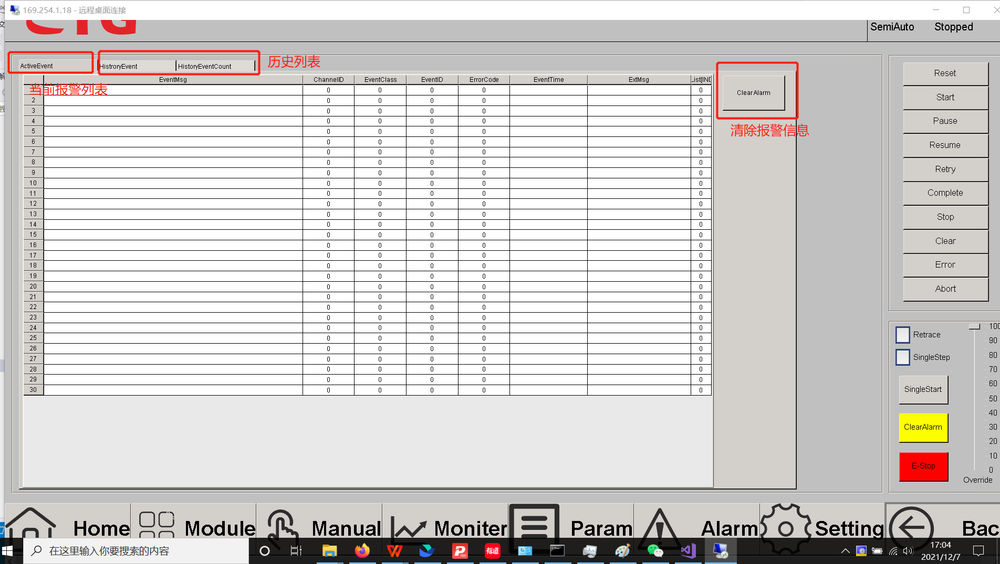 169.254.1.18 - 远程桌面连接
SemiAuto Stopped
ActiveEvent HistroryEvent HistoryEventCount 历史列表
EventMsg ChannelID EventClass EventID ErrorCode EventTime ExtMsg
当前报警列表
1 0 0 0 0 0
2 0 0 0 0 0
3 0 0 0 0 0
4 0 0 0 0 0
5 0 0 0 0 0
6 0 0 0 0 0
7 0 0 0 0 0
8 0 0 0 0 0
9 0 0 0 0 0
10 0 0 0 0 0
11 0 0 0 0 0
12 0 0 0 0 0
13 0 0 0 0 0
14 0 0 0 0 0
15 0 0 0 0 0
16 0 0 0 0 0
17 0 0 0 0 0
18 0 0 0 0 0
19 0 0 0 0 0
20 0 0 0 0 0
21 0 0 0 0 0
22 0 0 0 0 0
23 0 0 0 0 0
24 0 0 0 0 0
25 0 0 0 0 0
26 0 0 0 0 0
27 0 0 0 0 0
28 0 0 0 0 0
29 0 0 0 0 0
30 0 0 0 0 0
ClearAlarm
清除报警信息
Reset
Start
Pause
Resume
Retry
Complete
Stop
Clear
Error
Abort
Retrace
SingleStep
SingleStart
ClearAlarm
E-Stop
100
90
80
70
60
50
40
30
20
10
0
Override
Home Module Manual Moniter Param Alarm Setting Bac
在这里输入你要搜索的内容
有道
17:04
2021/12/7